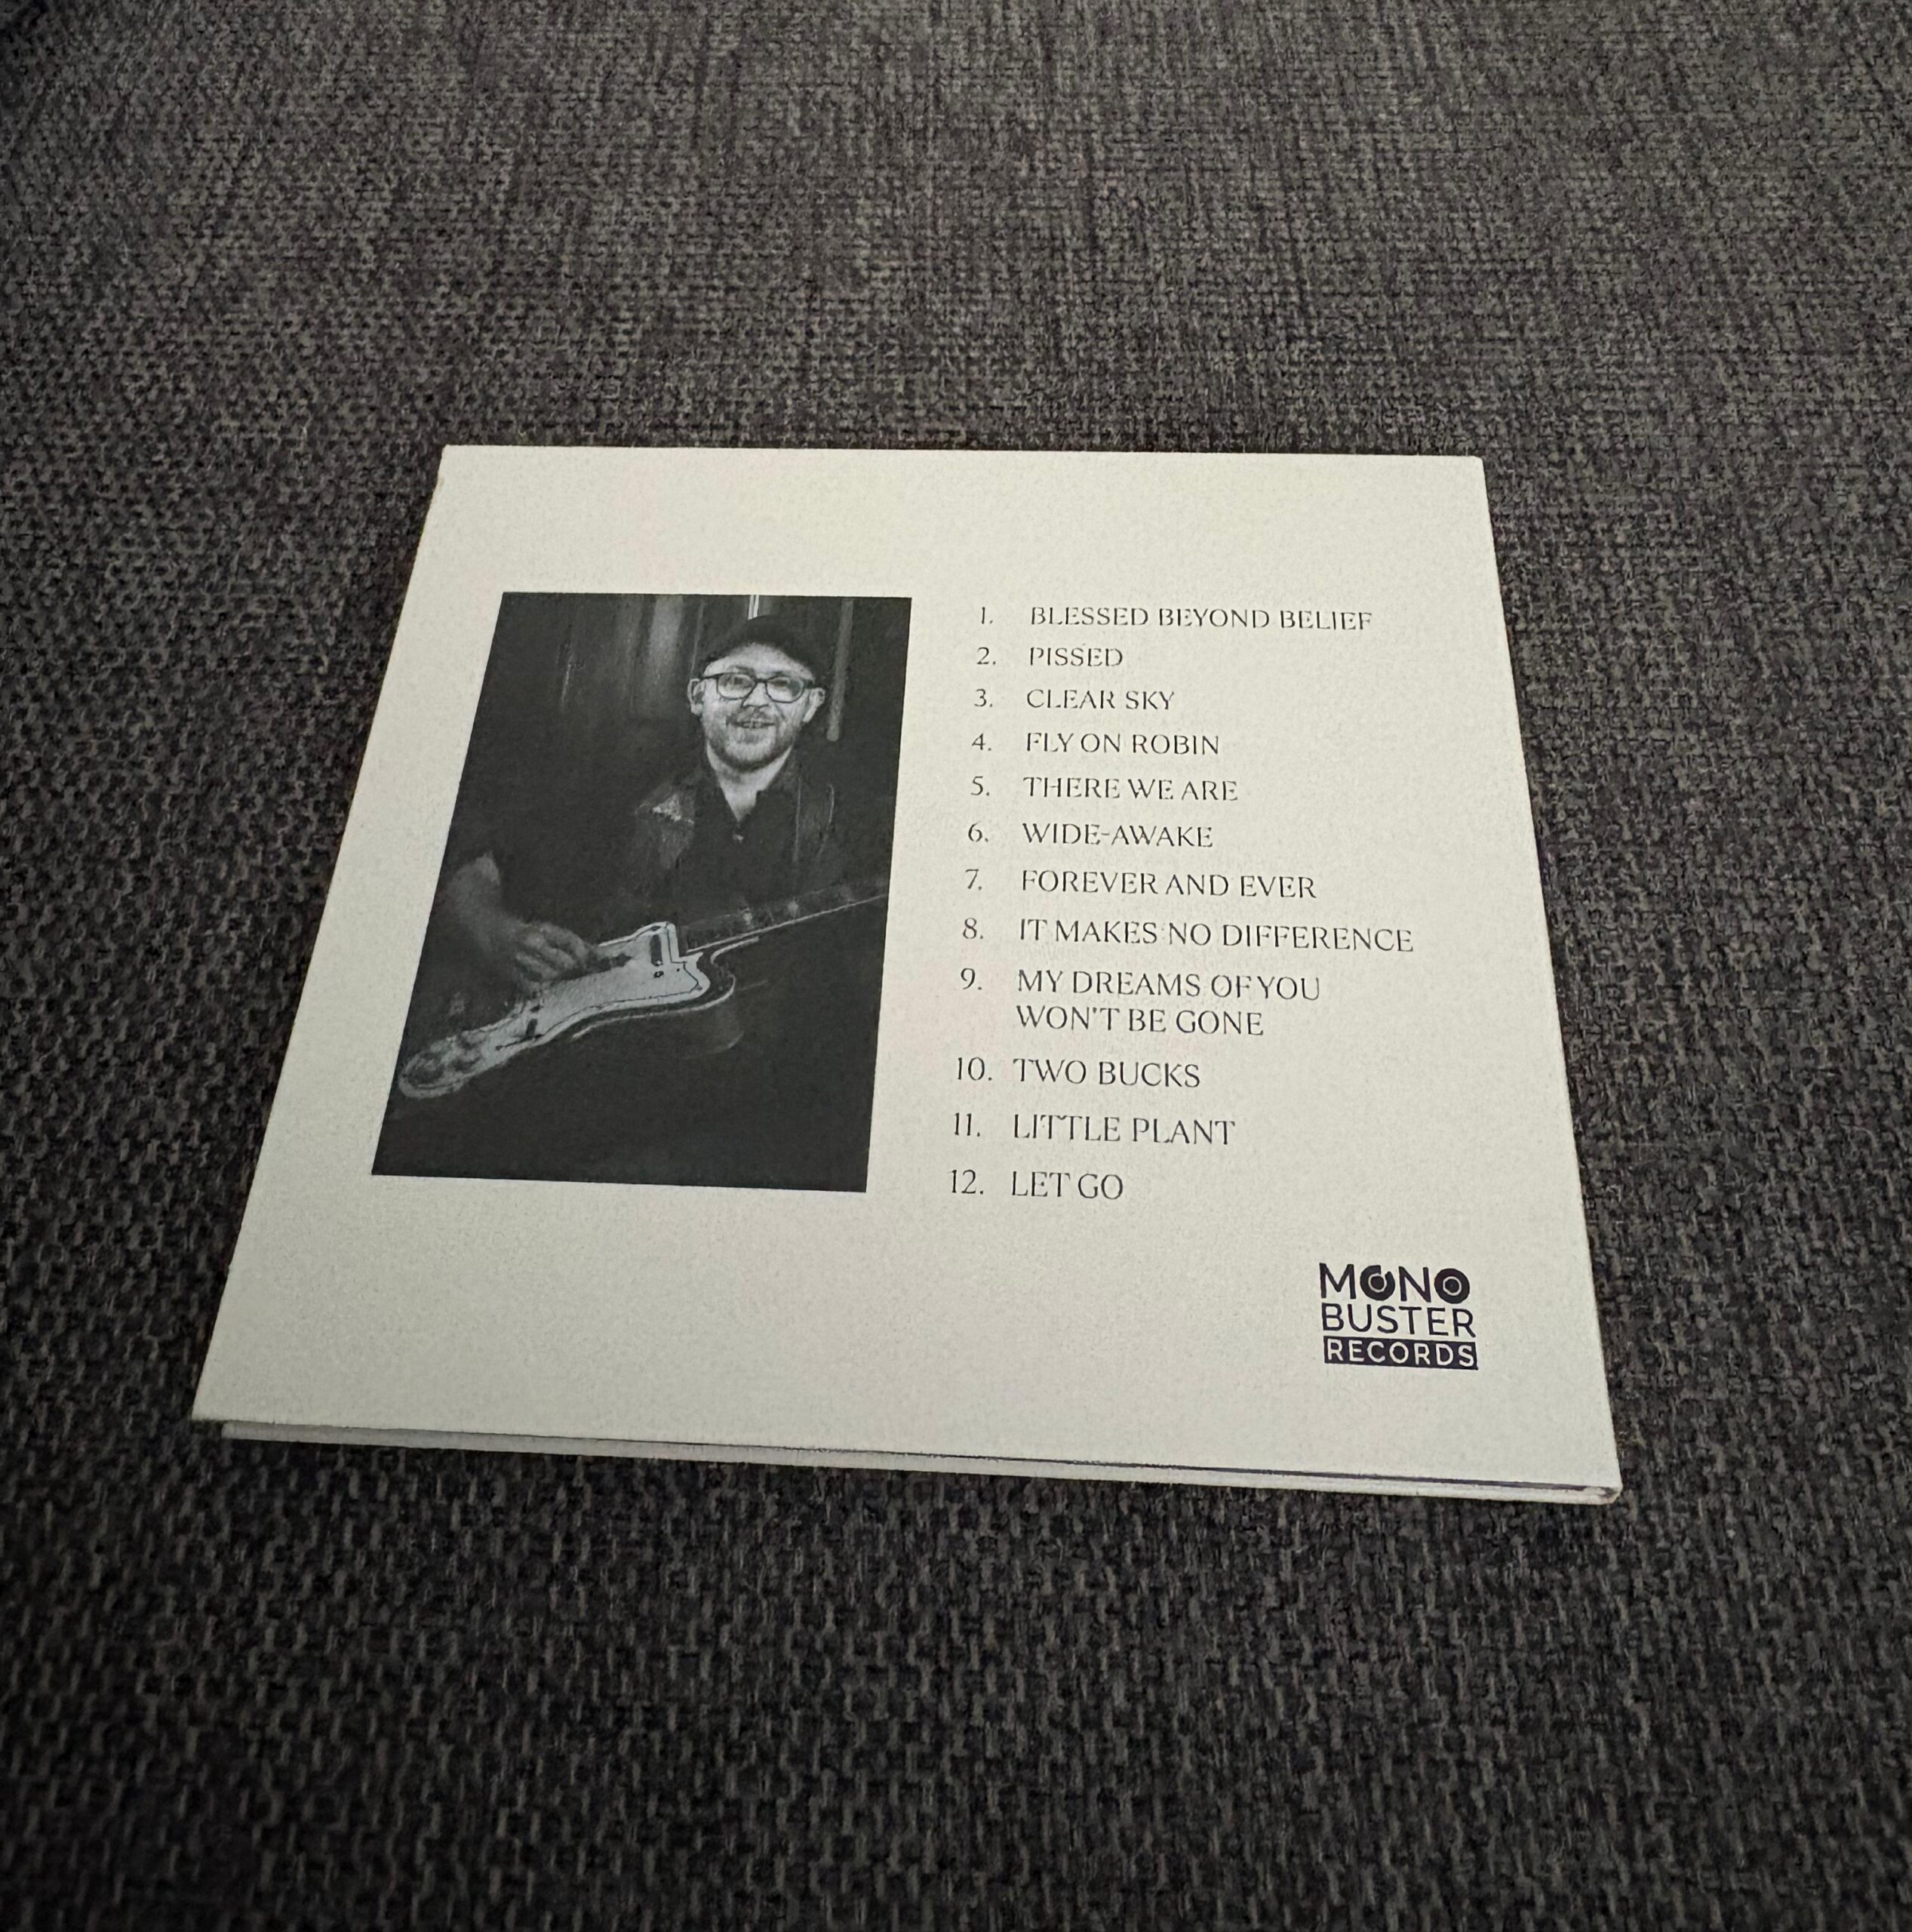 1. BLESSED BEYOND BELIEF
2. PISSED
3. CLEAR SKY
4. FLY ON ROBIN
5. THERE WE ARE
6. WIDE-AWAKE
7. FOREVER AND EVER
8. IT MAKES NO DIFFERENCE
9. MY DREAMS OF YOU
WON'T BE GONE
10. TWO BUCKS
11. LITTLE PLANT
12. LET GO
MONO
BUSTER
RECORDS